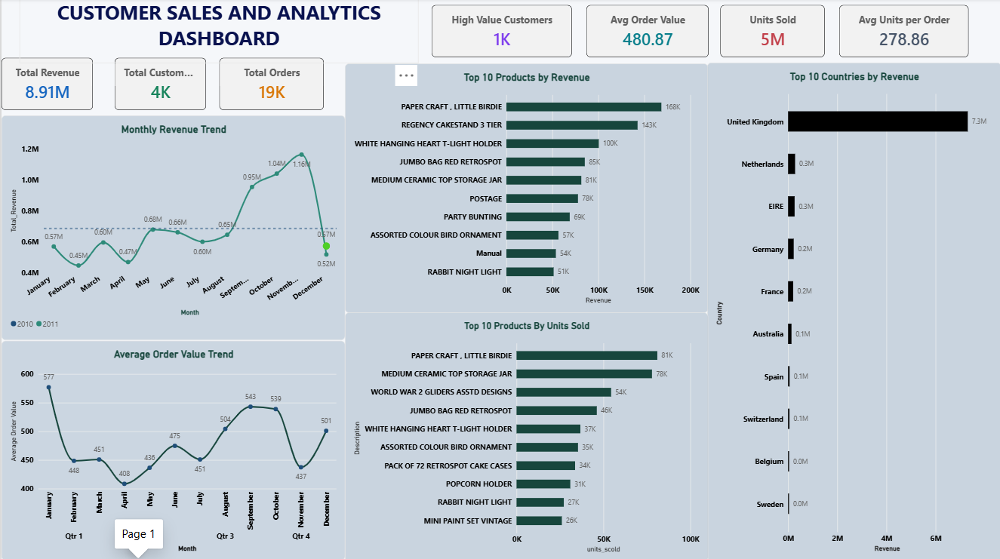 CUSTOMER SALES AND ANALYTICS
DASHBOARD
High Value Customers
1K
Avg Order Value
480.87
Units Sold
5M
Avg Units per Order
278.86
Total Revenue
8.91M
Total Custom...
4K
Total Orders
19K
Monthly Revenue Trend
Total_Revenue
1.2M
1.0M
0.8M
0.6M
0.4M
0.57M
0.45M
0.60M
0.47M
0.68M
0.66M
0.60M
0.65M
0.95M
1.04M
1.16M
0.57M
0.52M
January
February
March
April
May
June
July
August
Septem...
October
Novemb...
December
Month
2010
2011
Average Order Value Trend
Average Order Value
600
550
500
450
400
577
448
451
408
436
475
451
504
543
539
437
501
January
February
March
April
May
June
July
August
September
October
November
December
Qtr 1
Qtr 3
Qtr 4
Month
Page 1
Top 10 Products by Revenue
PAPER CRAFT , LITTLE BIRDIE 168K
REGENCY CAKESTAND 3 TIER 143K
WHITE HANGING HEART T-LIGHT HOLDER 100K
JUMBO BAG RED RETROSPOT 85K
MEDIUM CERAMIC TOP STORAGE JAR 81K
POSTAGE 78K
PARTY BUNTING 69K
ASSORTED COLOUR BIRD ORNAMENT 57K
Manual 54K
RABBIT NIGHT LIGHT 51K
0K 50K 100K 150K 200K
Revenue
Top 10 Products By Units Sold
Description
PAPER CRAFT , LITTLE BIRDIE 81K
MEDIUM CERAMIC TOP STORAGE JAR 78K
WORLD WAR 2 GLIDERS ASSTD DESIGNS 54K
JUMBO BAG RED RETROSPOT 46K
WHITE HANGING HEART T-LIGHT HOLDER 37K
ASSORTED COLOUR BIRD ORNAMENT 35K
PACK OF 72 RETROSPOT CAKE CASES 34K
POPCORN HOLDER 31K
RABBIT NIGHT LIGHT 27K
MINI PAINT SET VINTAGE 26K
0K 50K 100K
units_scold
Top 10 Countries by Revenue
Country
United Kingdom 7.3M
Netherlands 0.3M
EIRE 0.3M
Germany 0.2M
France 0.2M
Australia 0.1M
Spain 0.1M
Switzerland 0.1M
Belgium 0.0M
Sweden 0.0M
0M 2M 4M 6M
Revenue